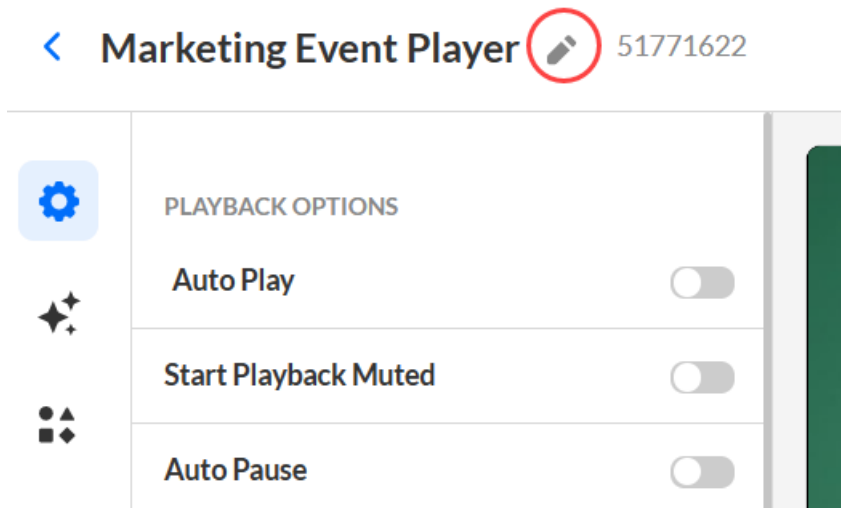 Marketing Event Player 51771622
PLAYBACK OPTIONS
Auto Play
Start Playback Muted
Auto Pause